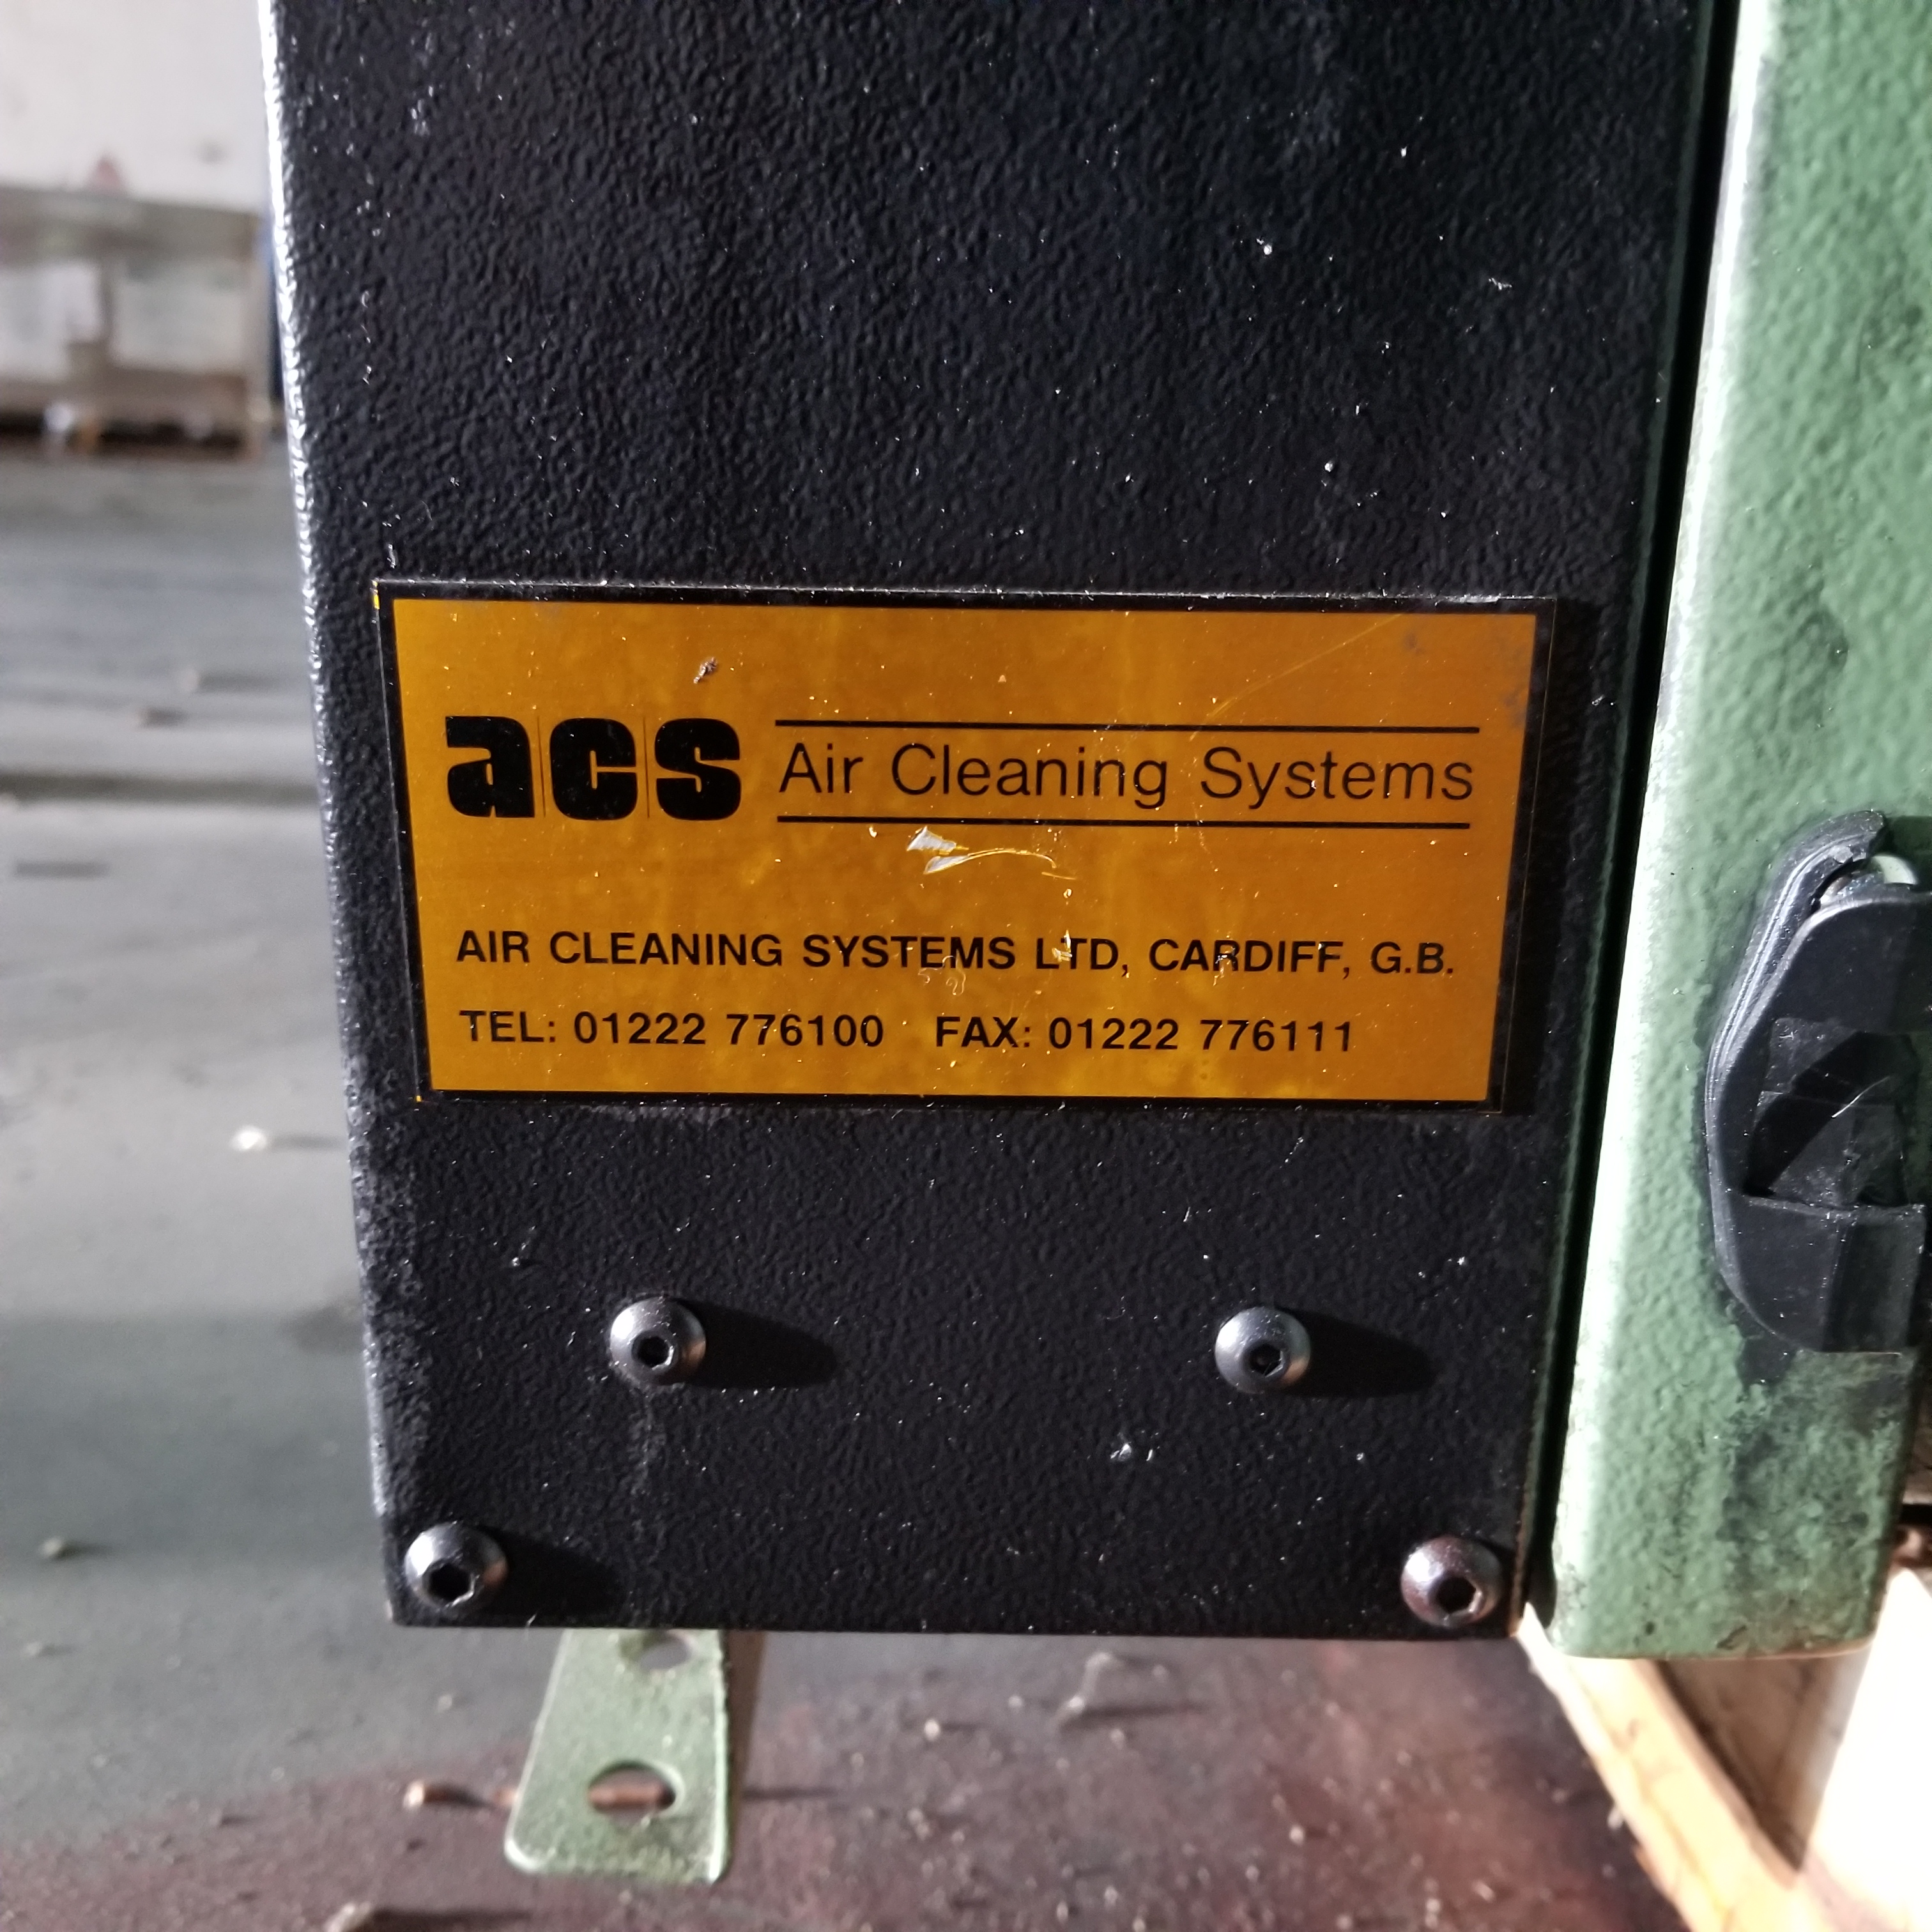 acs Air Cleaning Systems
AIR CLEANING SYSTEMS LTD, CARDIFF, G.B.
TEL: 01222 776100 FAX: 01222 776111